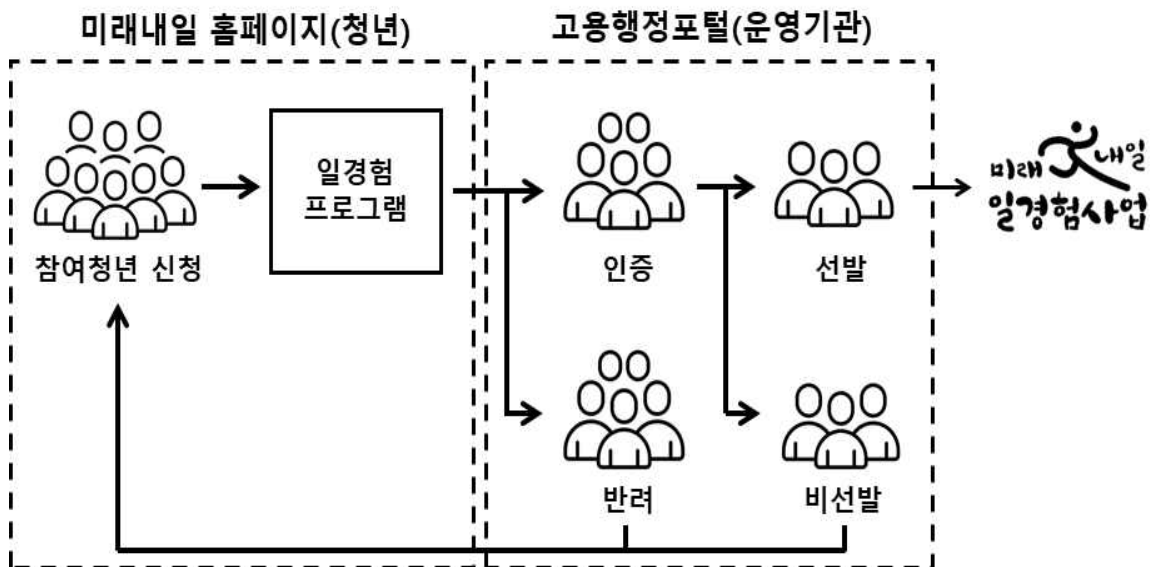 미래내일 홈페이지(청년)
고용행정포털(운영기관)
일경험
프로그램
참여청년 신청
인증
선발
미래 내일
일경험사업
반려
비선발